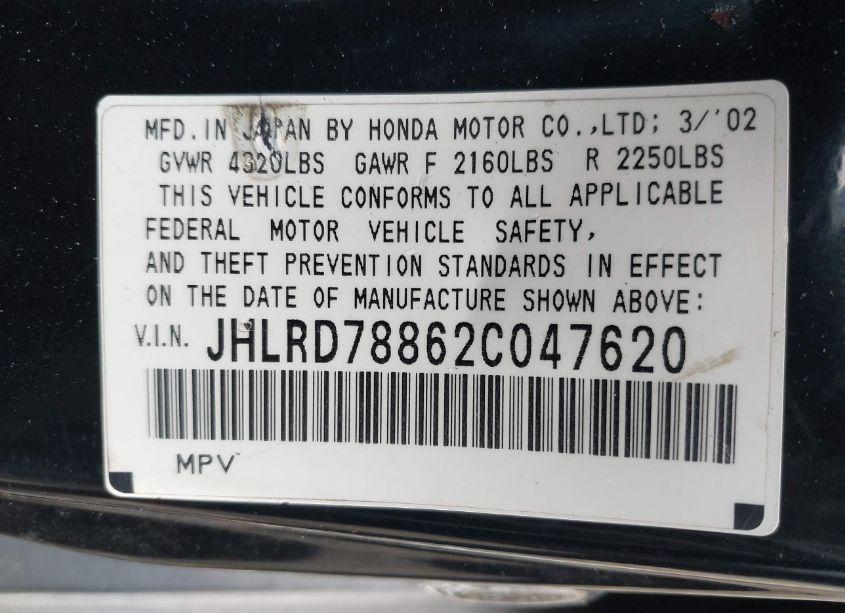 MFD.IN JAPAN BY HONDA MOTOR CO.,LTD; 3/'02
GVWR 4320LBS GAWR F 2160LBS R 2250LBS
THIS VEHICLE CONFORMS TO ALL APPLICABLE
FEDERAL MOTOR VEHICLE SAFETY,
AND THEFT PREVENTION STANDARDS IN EFFECT
ON THE DATE OF MANUFACTURE SHOWN ABOVE:
V.I.N. JHLRD78862C047620
MPV